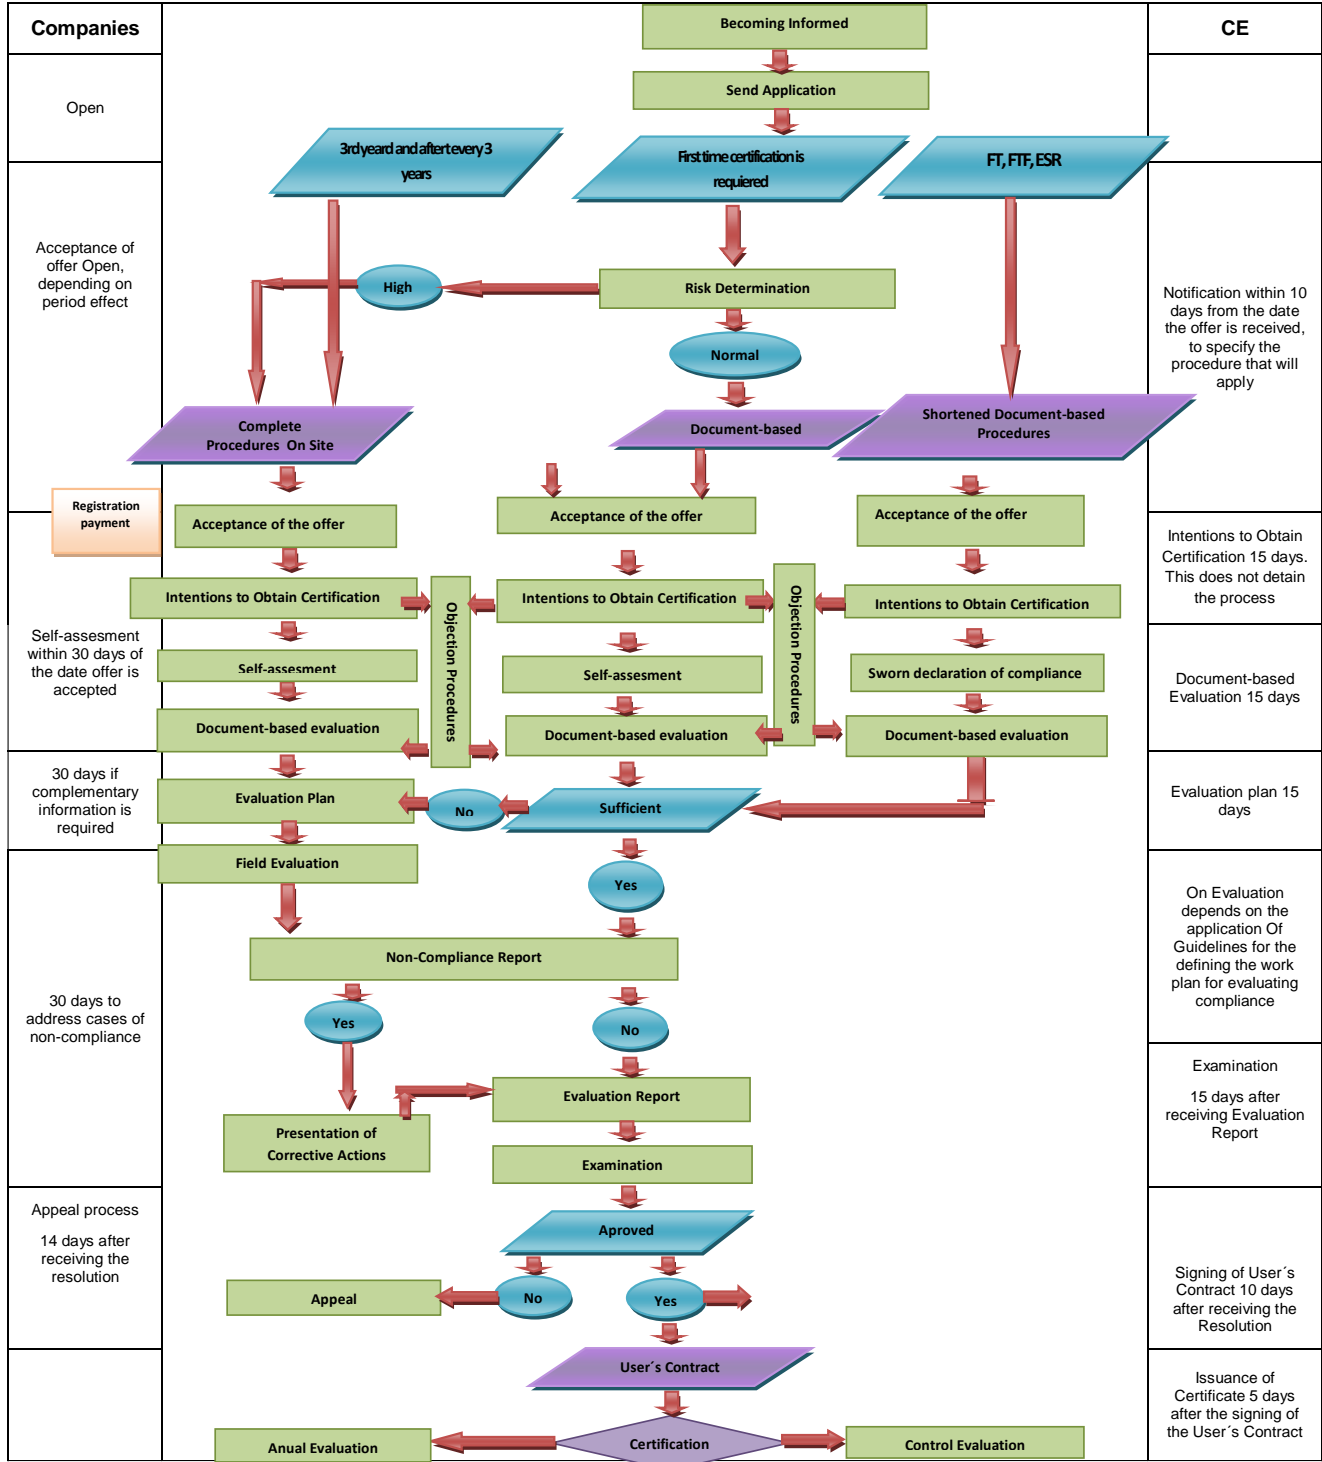 Companies
Open
Acceptance of
offer Open,
depending on
period effect
Registration
payment
Self-assesment
within 30 days of
the date offer is
accepted
30 days if
complementary
information is
required
30 days to
address cases of
non-compliance
Appeal process
14 days after
receiving the
resolution
Becoming Informed
Send Application
3rdyeard and after every 3
years
First time certification is
requiered
FT, FTF, ESR
High
Risk Determination
Normal
Complete
Procedures On Site
Document-based
Shortened Document-based
Procedures
Acceptance of the offer
Acceptance of the offer
Acceptance of the offer
Intentions to Obtain Certification
Objection Procedures
Intentions to Obtain Certification
Objection Procedures
Intentions to Obtain Certification
Self-assesment
Self-assesment
Sworn declaration of compliance
Document-based evaluation
Document-based evaluation
Document-based evaluation
Evaluation Plan
No
Sufficient
Field Evaluation
Yes
Non-Compliance Report
Yes
No
Evaluation Report
Presentation of
Corrective Actions
Examination
Aproved
Appeal
No
Yes
User´s Contract
Anual Evaluation
Certification
Control Evaluation
CE
Notification within 10
days from the date
the offer is received,
to specify the
procedure that will
apply
Intentions to Obtain
Certification 15 days.
This does not detain
the process
Document-based
Evaluation 15 days
Evaluation plan 15
days
On Evaluation
depends on the
application Of
Guidelines for the
defining the work
plan for evaluating
compliance
Examination
15 days after
receiving Evaluation
Report
Signing of User´s
Contract 10 days
after receiving the
Resolution
Issuance of
Certificate 5 days
after the signing of
the User´s Contract